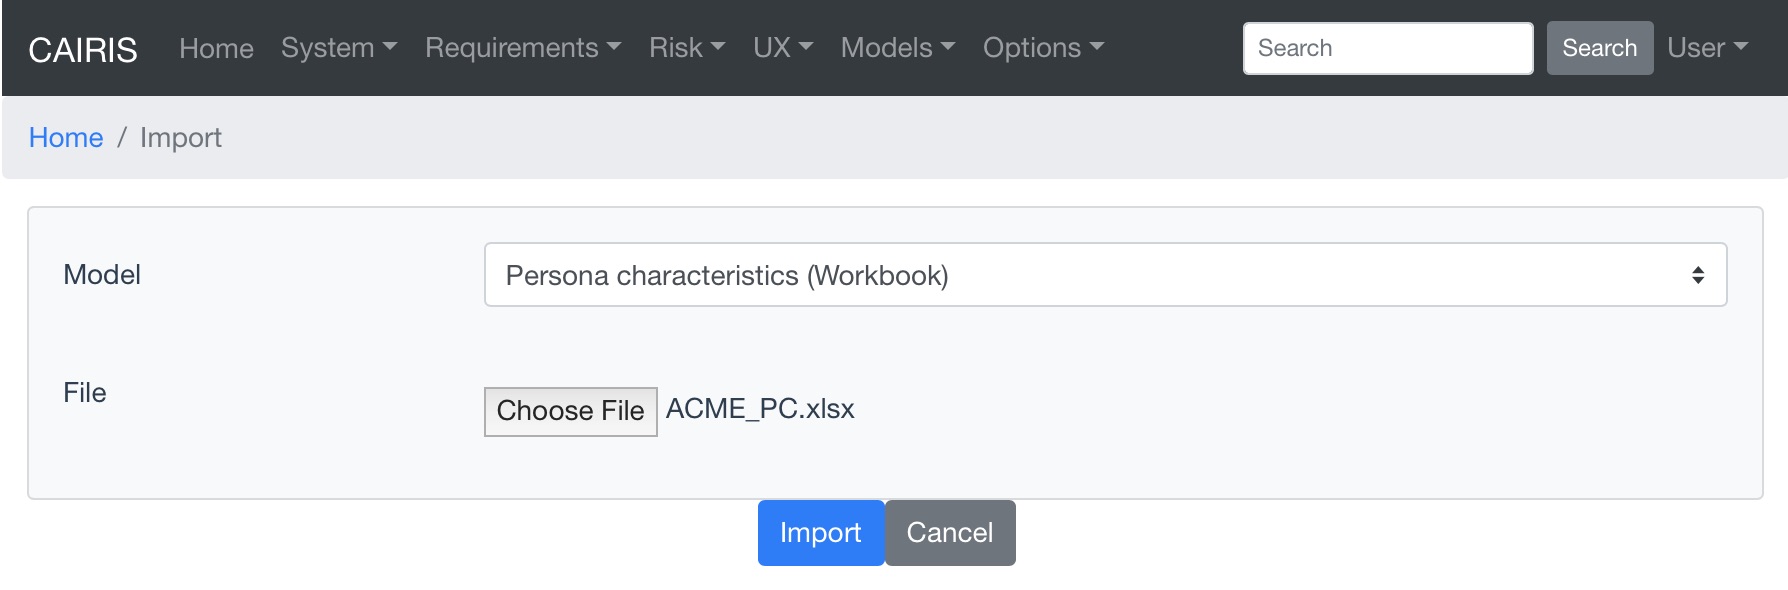 CAIRIS Home System Requirements Risk UX Models Options Search Search User
Home / Import
Model Persona characteristics (Workbook)
File Choose File ACME_PC.xlsx
Import Cancel